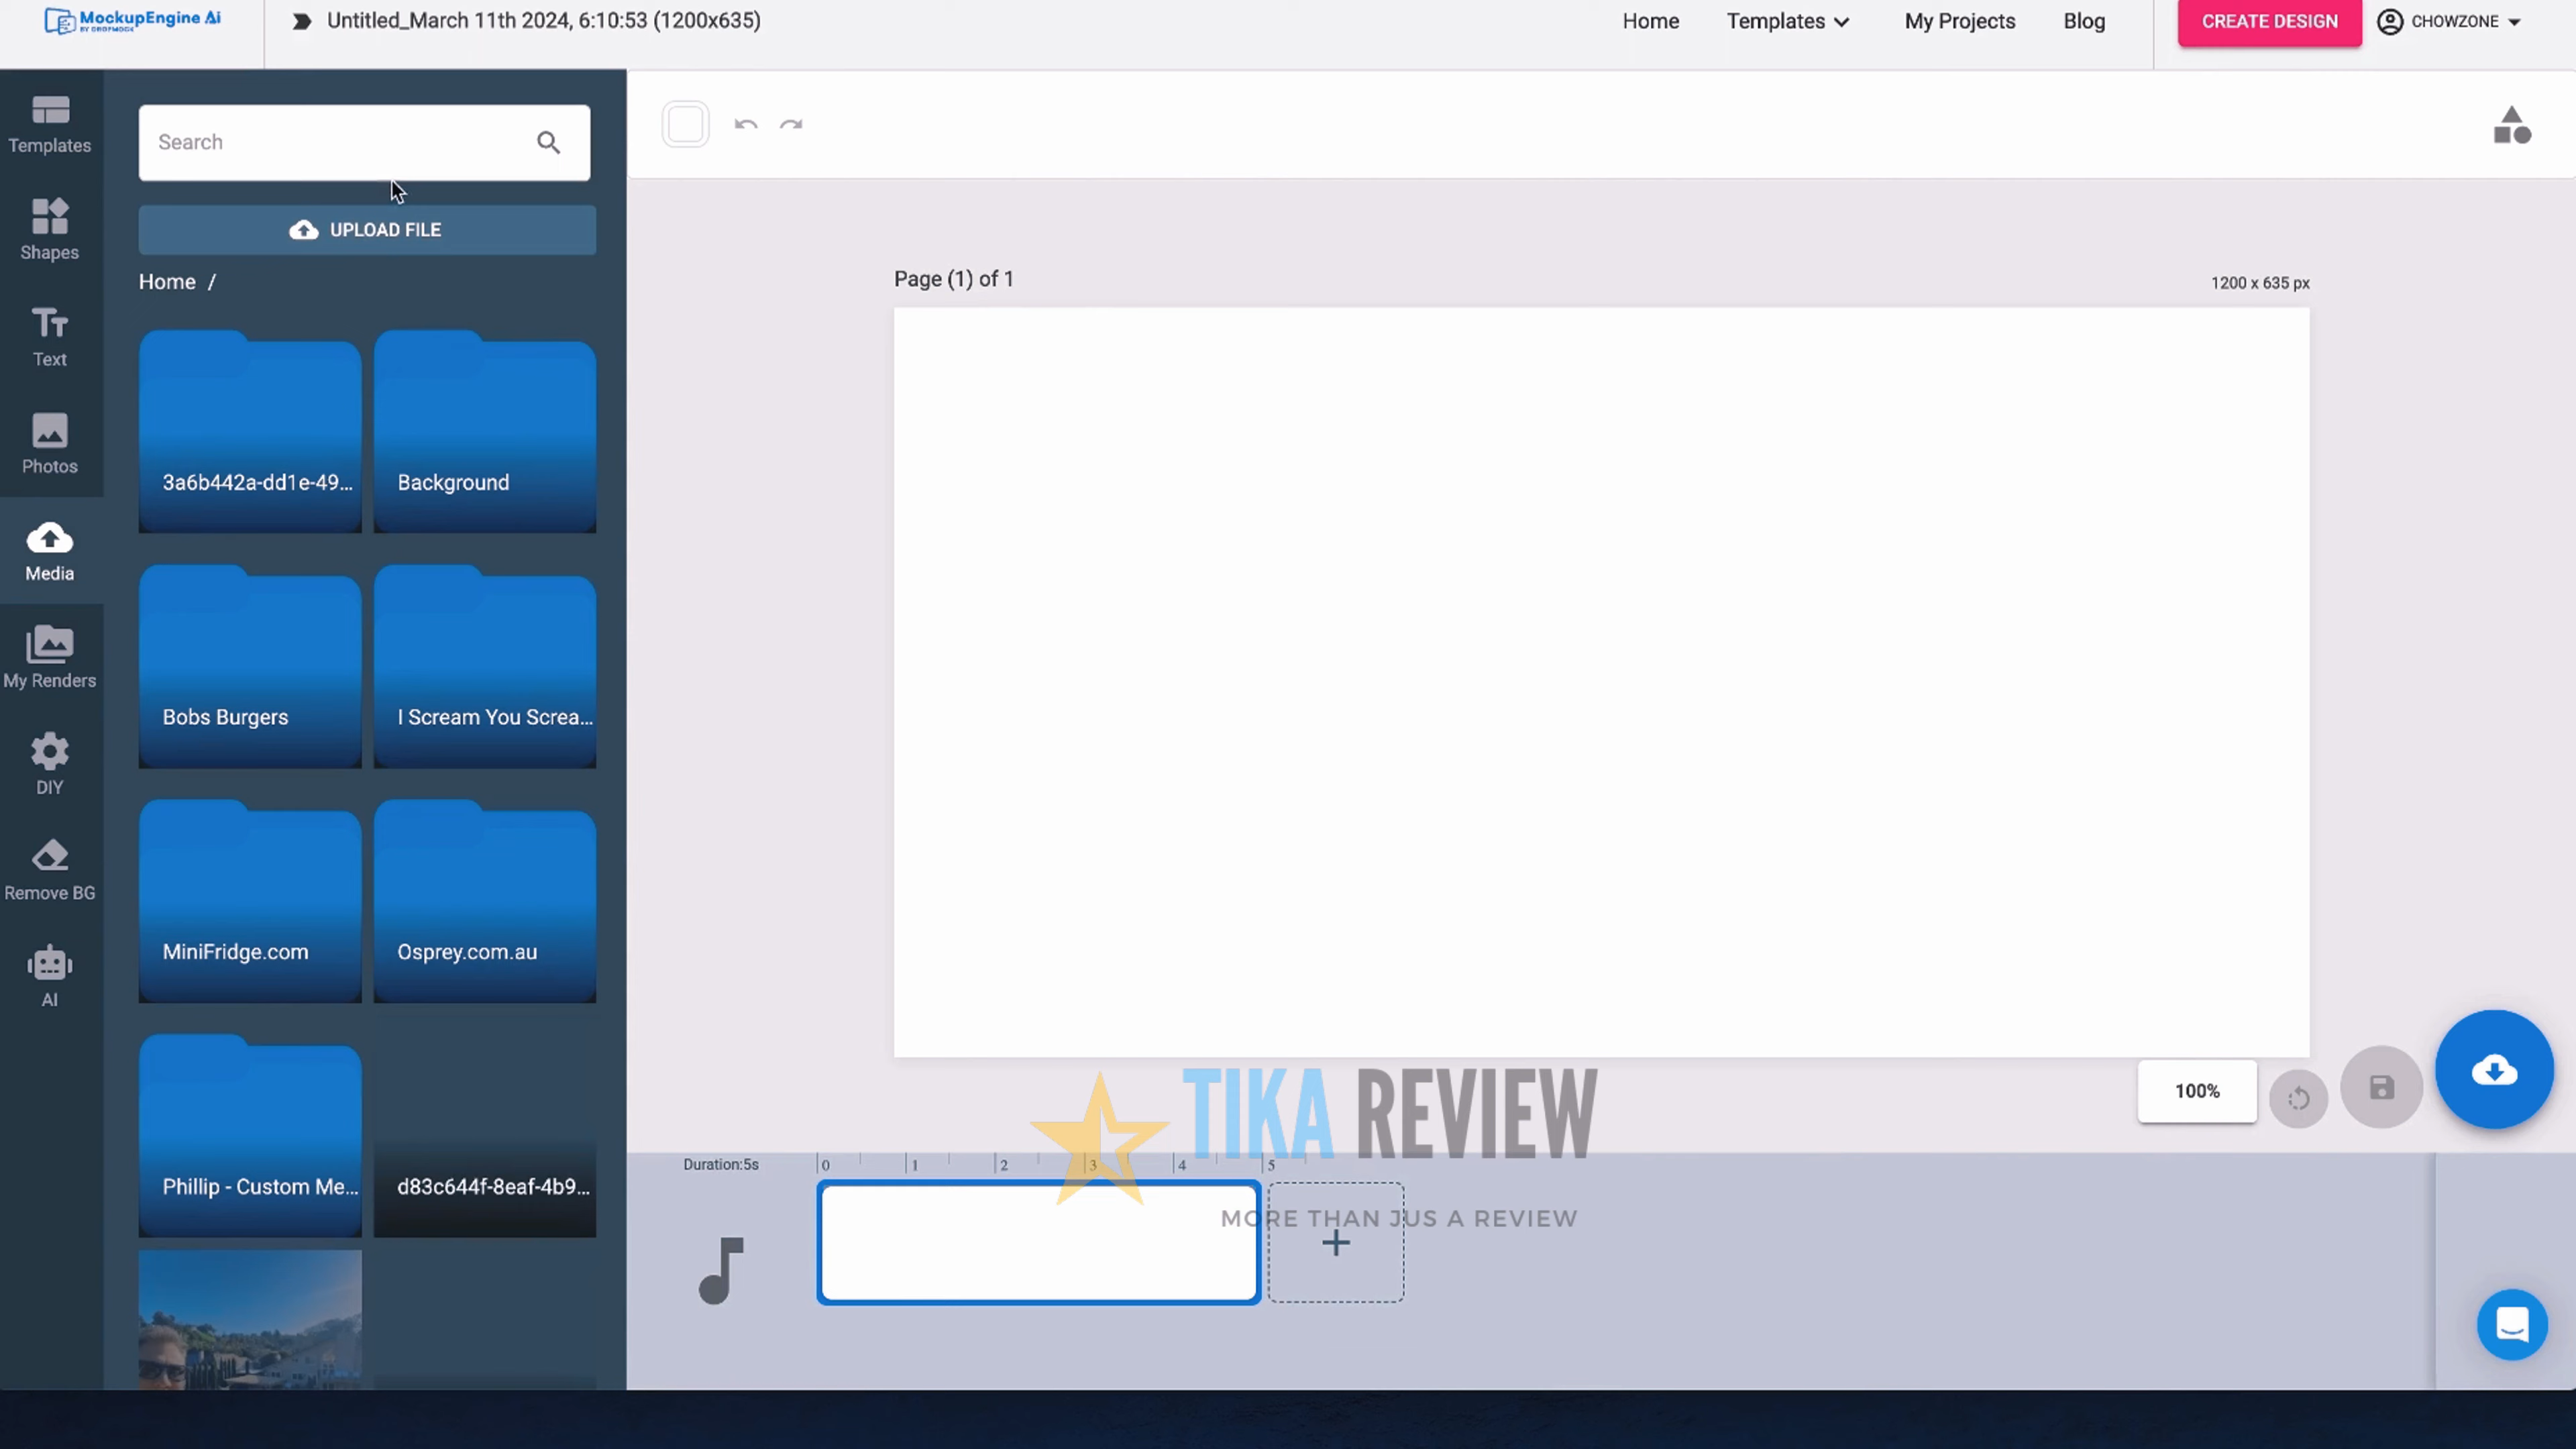 MockupEngine Ai
BY DROPMOCK
Untitled_March 11th 2024, 6:10:53 (1200x635)
Home
Templates
My Projects
Blog
CREATE DESIGN
CHOWZONE
Templates
Shapes
Text
Photos
Media
My Renders
DIY
Remove BG
AI
Search
UPLOAD FILE
Home /
3a6b442a-dd1e-49...
Background
Bobs Burgers
I Scream You Screa...
MiniFridge.com
Osprey.com.au
Phillip - Custom Me...
d83c644f-8eaf-4b9...
Page (1) of 1
1200 x 635 px
100%
TIKA REVIEW
MORE THAN JUS A REVIEW
Duration:5s
0 1 2 3 4 5